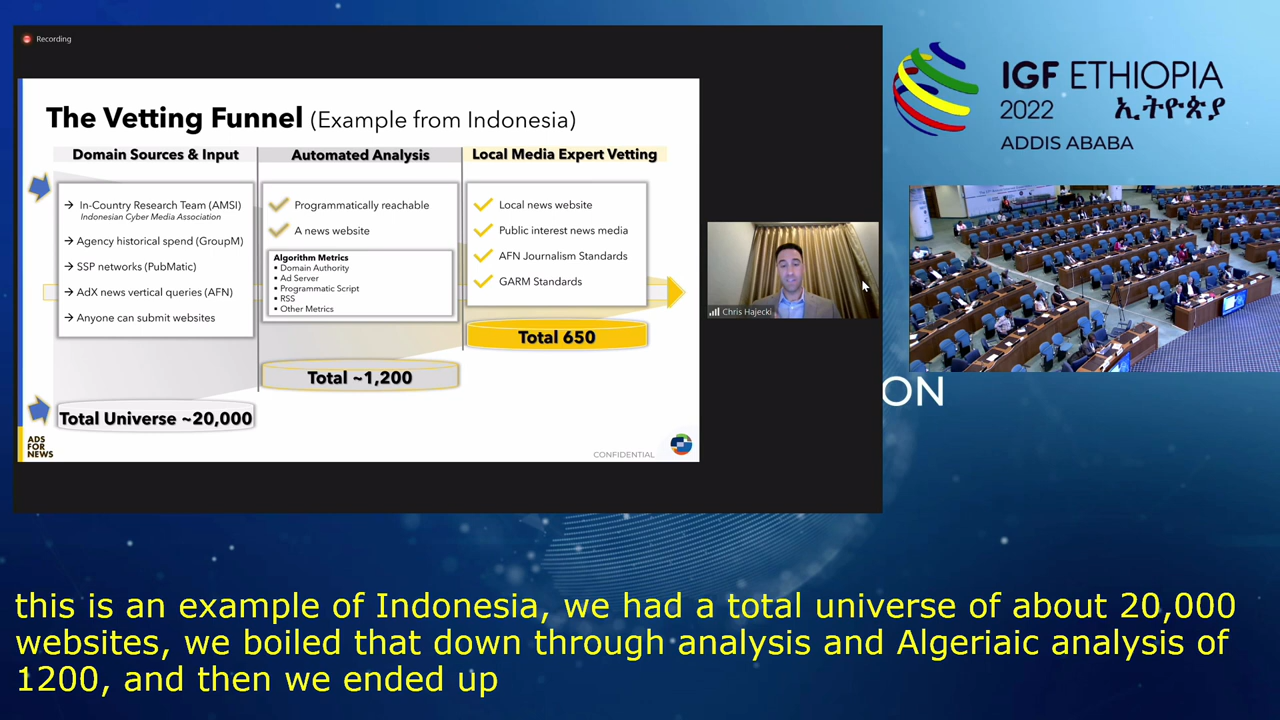 Recording
The Vetting Funnel (Example from Indonesia)
Domain Sources & Input
→ In-Country Research Team (AMSI)
Indonesian Cyber Media Association
→ Agency historical spend (GroupM)
→ SSP networks (PubMatic)
→ AdX news vertical queries (AFN)
→ Anyone can submit websites
Total Universe ~20,000
Automated Analysis
Programmatically reachable
A news website
Algorithm Metrics
▪ Domain Authority
▪ Ad Server
▪ Programmatic Script
▪ RSS
▪ Other Metrics
Total ~1,200
Local Media Expert Vetting
Local news website
Public interest news media
AFN Journalism Standards
GARM Standards
Total 650
ADS
FOR
NEWS
CONFIDENTIAL
Chris Hajecki
IGF ETHIOPIA
2022 ኢትዮጵያ
ADDIS ABABA
ON
this is an example of Indonesia, we had a total universe of about 20,000
websites, we boiled that down through analysis and Algeriaic analysis of
1200, and then we ended up